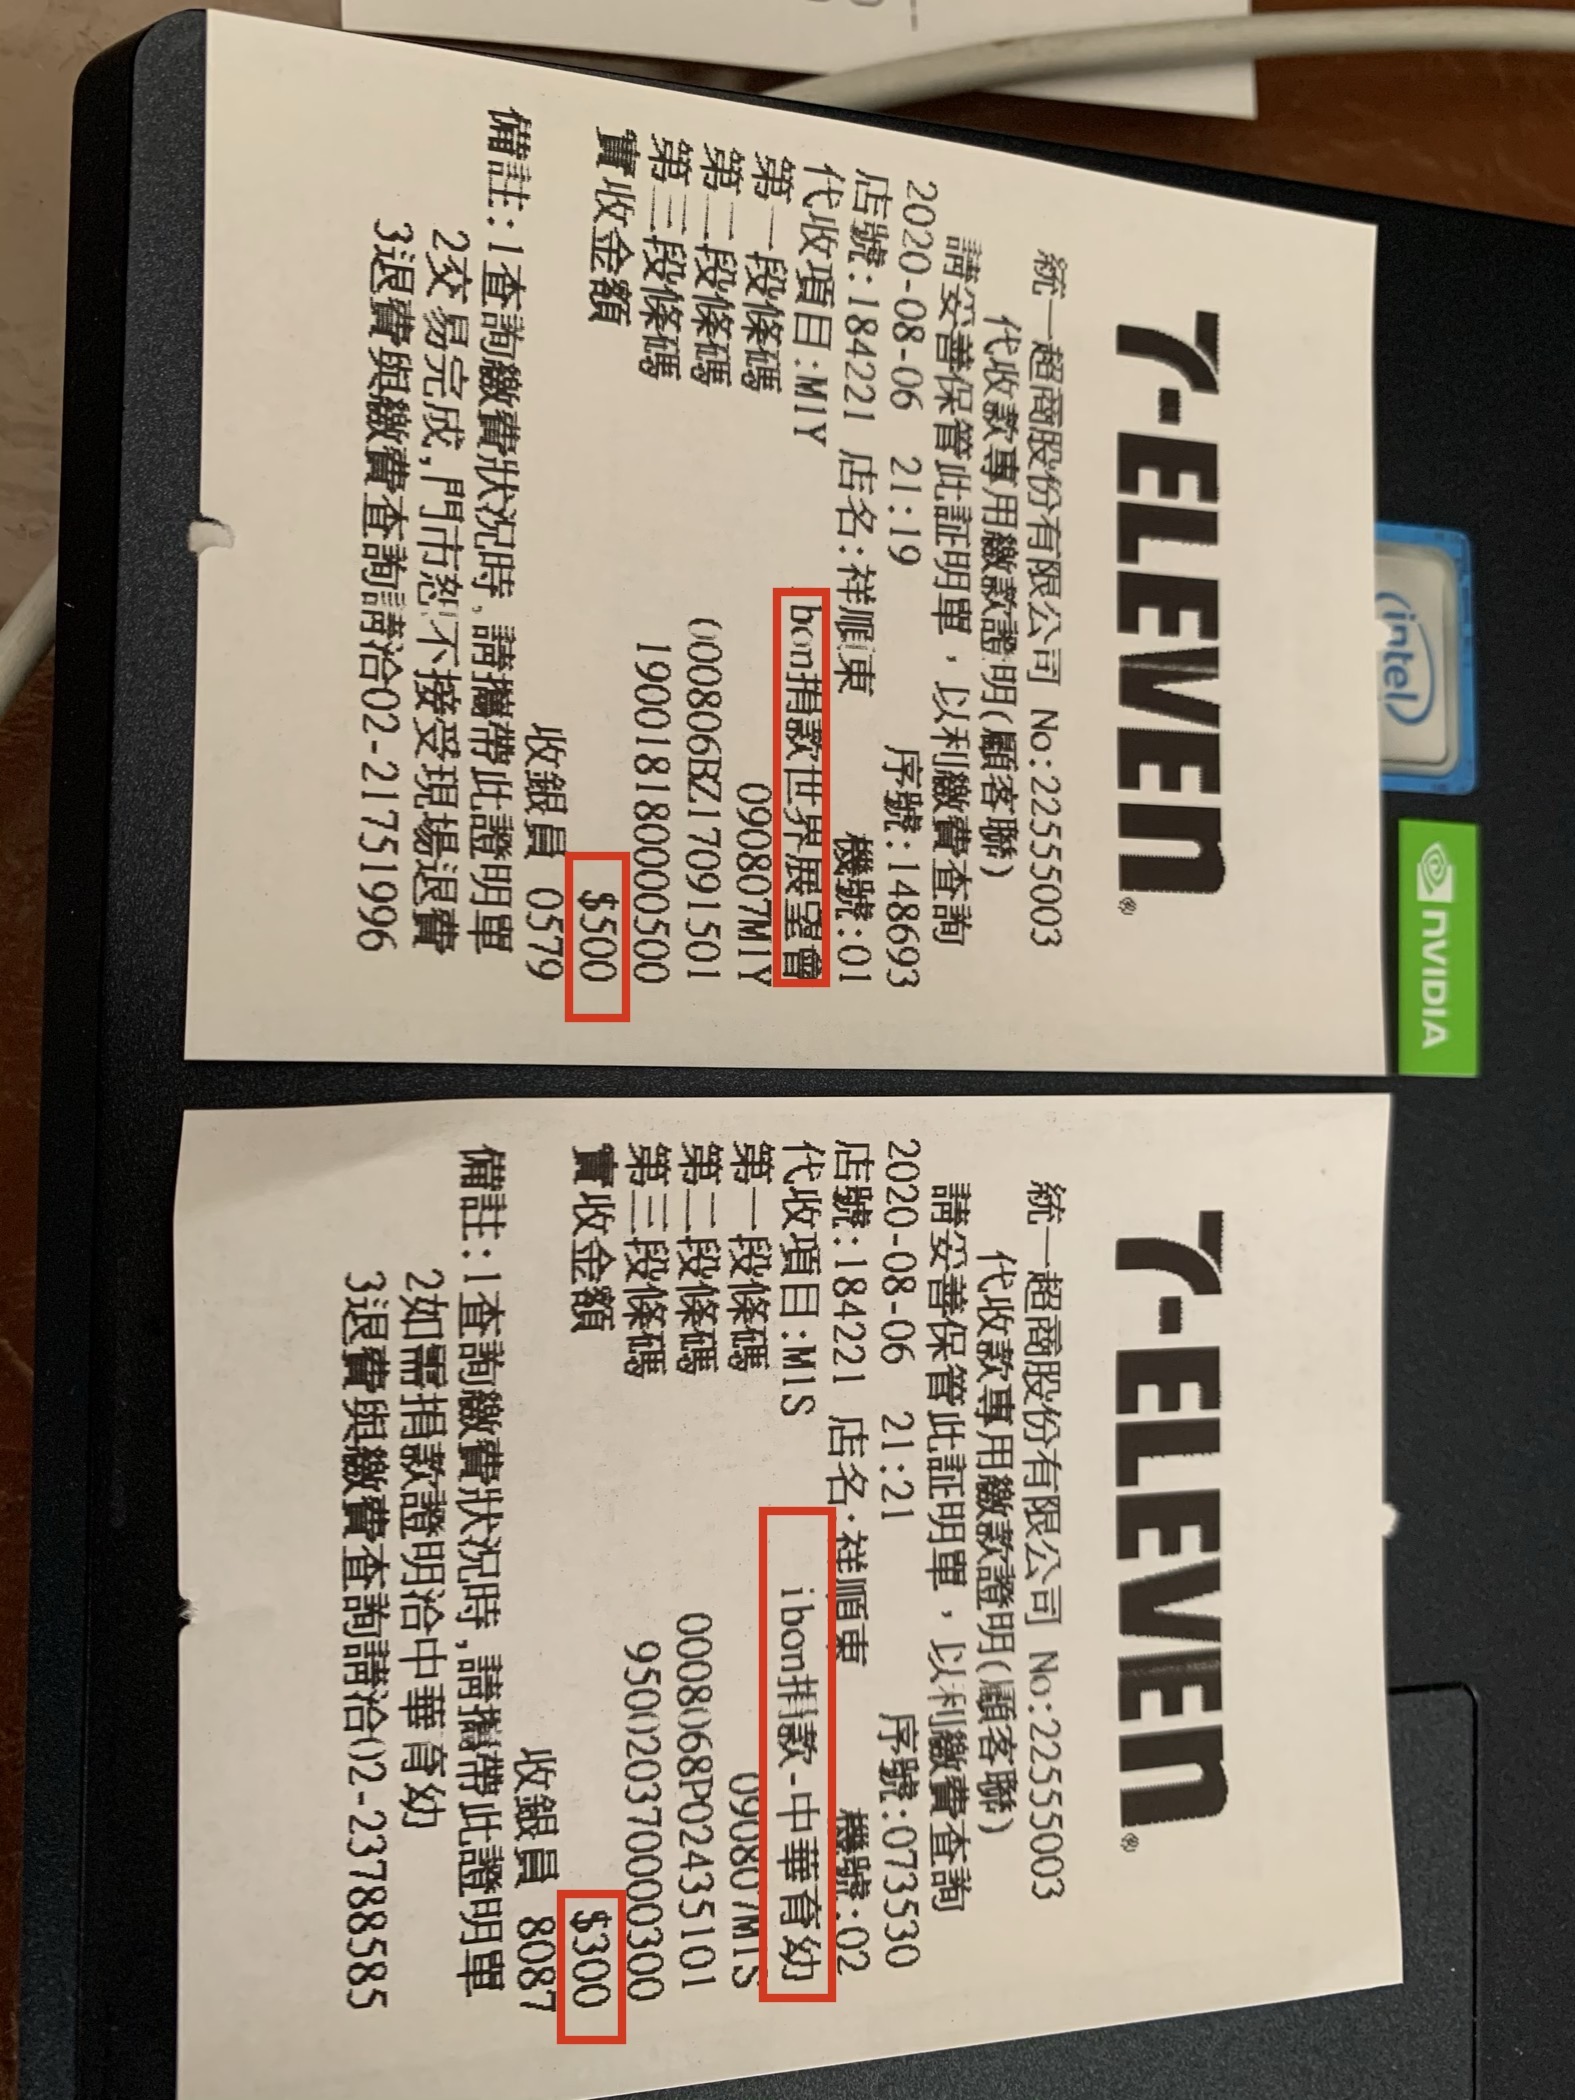 7-ELEVEn®
統一超商股份有限公司 No:22555003
代收款專用繳款證明(顧客聯)
請妥善保管此証明單，以利繳費查詢
2020-08-06 21:19 序號:148693
店號:184221 店名:祥順東 機號:01
代收項目:M1Y bon捐款世界展望會
第一段條碼 090807M1Y
第二段條碼 000806BZ17091501
第三段條碼 190018180000500
實收金額 $500
收銀員 0579
備註:1查詢繳費狀況時,請攜帶此證明單
2交易完成,門市恕不接受現場退費
3退費與繳費查詢請洽02-21751996
intel
NVIDIA
7-ELEVEn®
統一超商股份有限公司 No:22555003
代收款專用繳款證明(顧客聯)
請妥善保管此証明單，以利繳費查詢
2020-08-06 21:21 序號:073530
店號:184221 店名:祥順東 機號:02
代收項目:M1S ibon捐款-中華育幼
第一段條碼 090807M1S
第二段條碼 0008068P02435101
第三段條碼 950020370000300
實收金額 $300
收銀員 8087
備註:1查詢繳費狀況時,請攜帶此證明單
2如需捐款證明洽中華育幼
3退費與繳費查詢請洽02-23788585